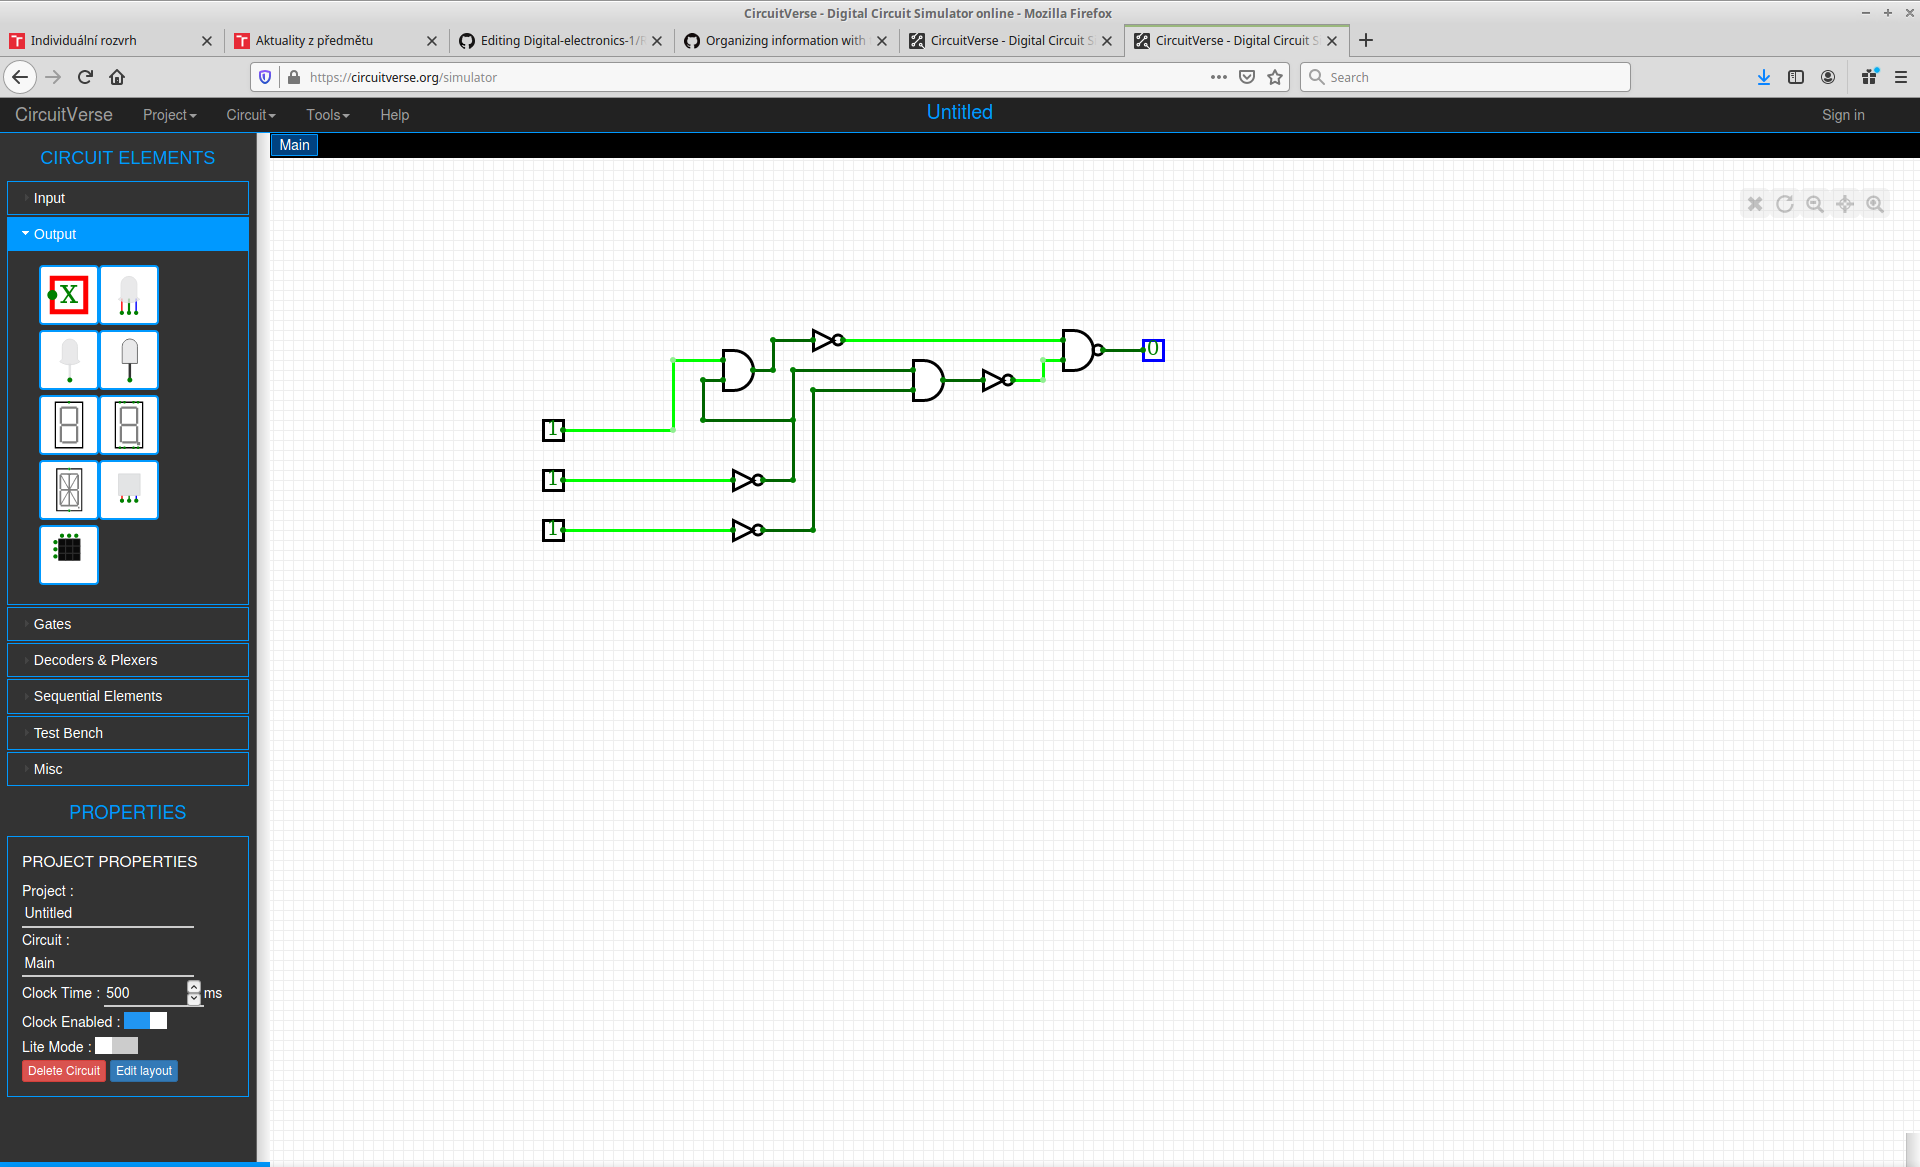 CircuitVerse - Digital Circuit Simulator online - Mozilla Firefox
Individuální rozvrh
Aktuality z předmětu
Editing Digital-electronics-1/
Organizing information with
CircuitVerse - Digital Circuit S
CircuitVerse - Digital Circuit S
https://circuitverse.org/simulator
Search
CircuitVerse Project Circuit Tools Help Untitled Sign in
Main
CIRCUIT ELEMENTS
Input
Output
X
Gates
Decoders & Plexers
Sequential Elements
Test Bench
Misc
PROPERTIES
PROJECT PROPERTIES
Project :
Untitled
Circuit :
Main
Clock Time : 500 ms
Clock Enabled :
Lite Mode :
Delete Circuit Edit layout
0
1
1
1